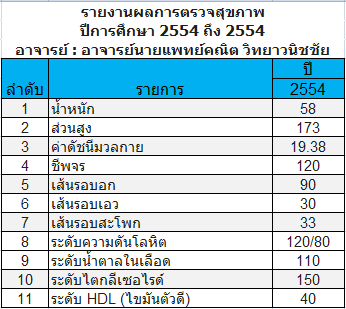 รายงานผลการตรวจสุขภาพ
ปีการศึกษา 2554 ถึง 2554
อาจารย์ : อาจารย์นายแพทย์คณิต วิทยาวนิชชัย
ปี
ลำดับ รายการ 2554
1 น้ำหนัก 58
2 ส่วนสูง 173
3 ค่าดัชนีมวลกาย 19.38
4 ชีพจร 120
5 เส้นรอบอก 90
6 เส้นรอบเอว 30
7 เส้นรอบสะโพก 33
8 ระดับความดันโลหิต 120/80
9 ระดับน้ำตาลในเลือด 110
10 ระดับไตกลีเซอไรด์ 150
11 ระดับ HDL (ไขมันตัวดี) 40